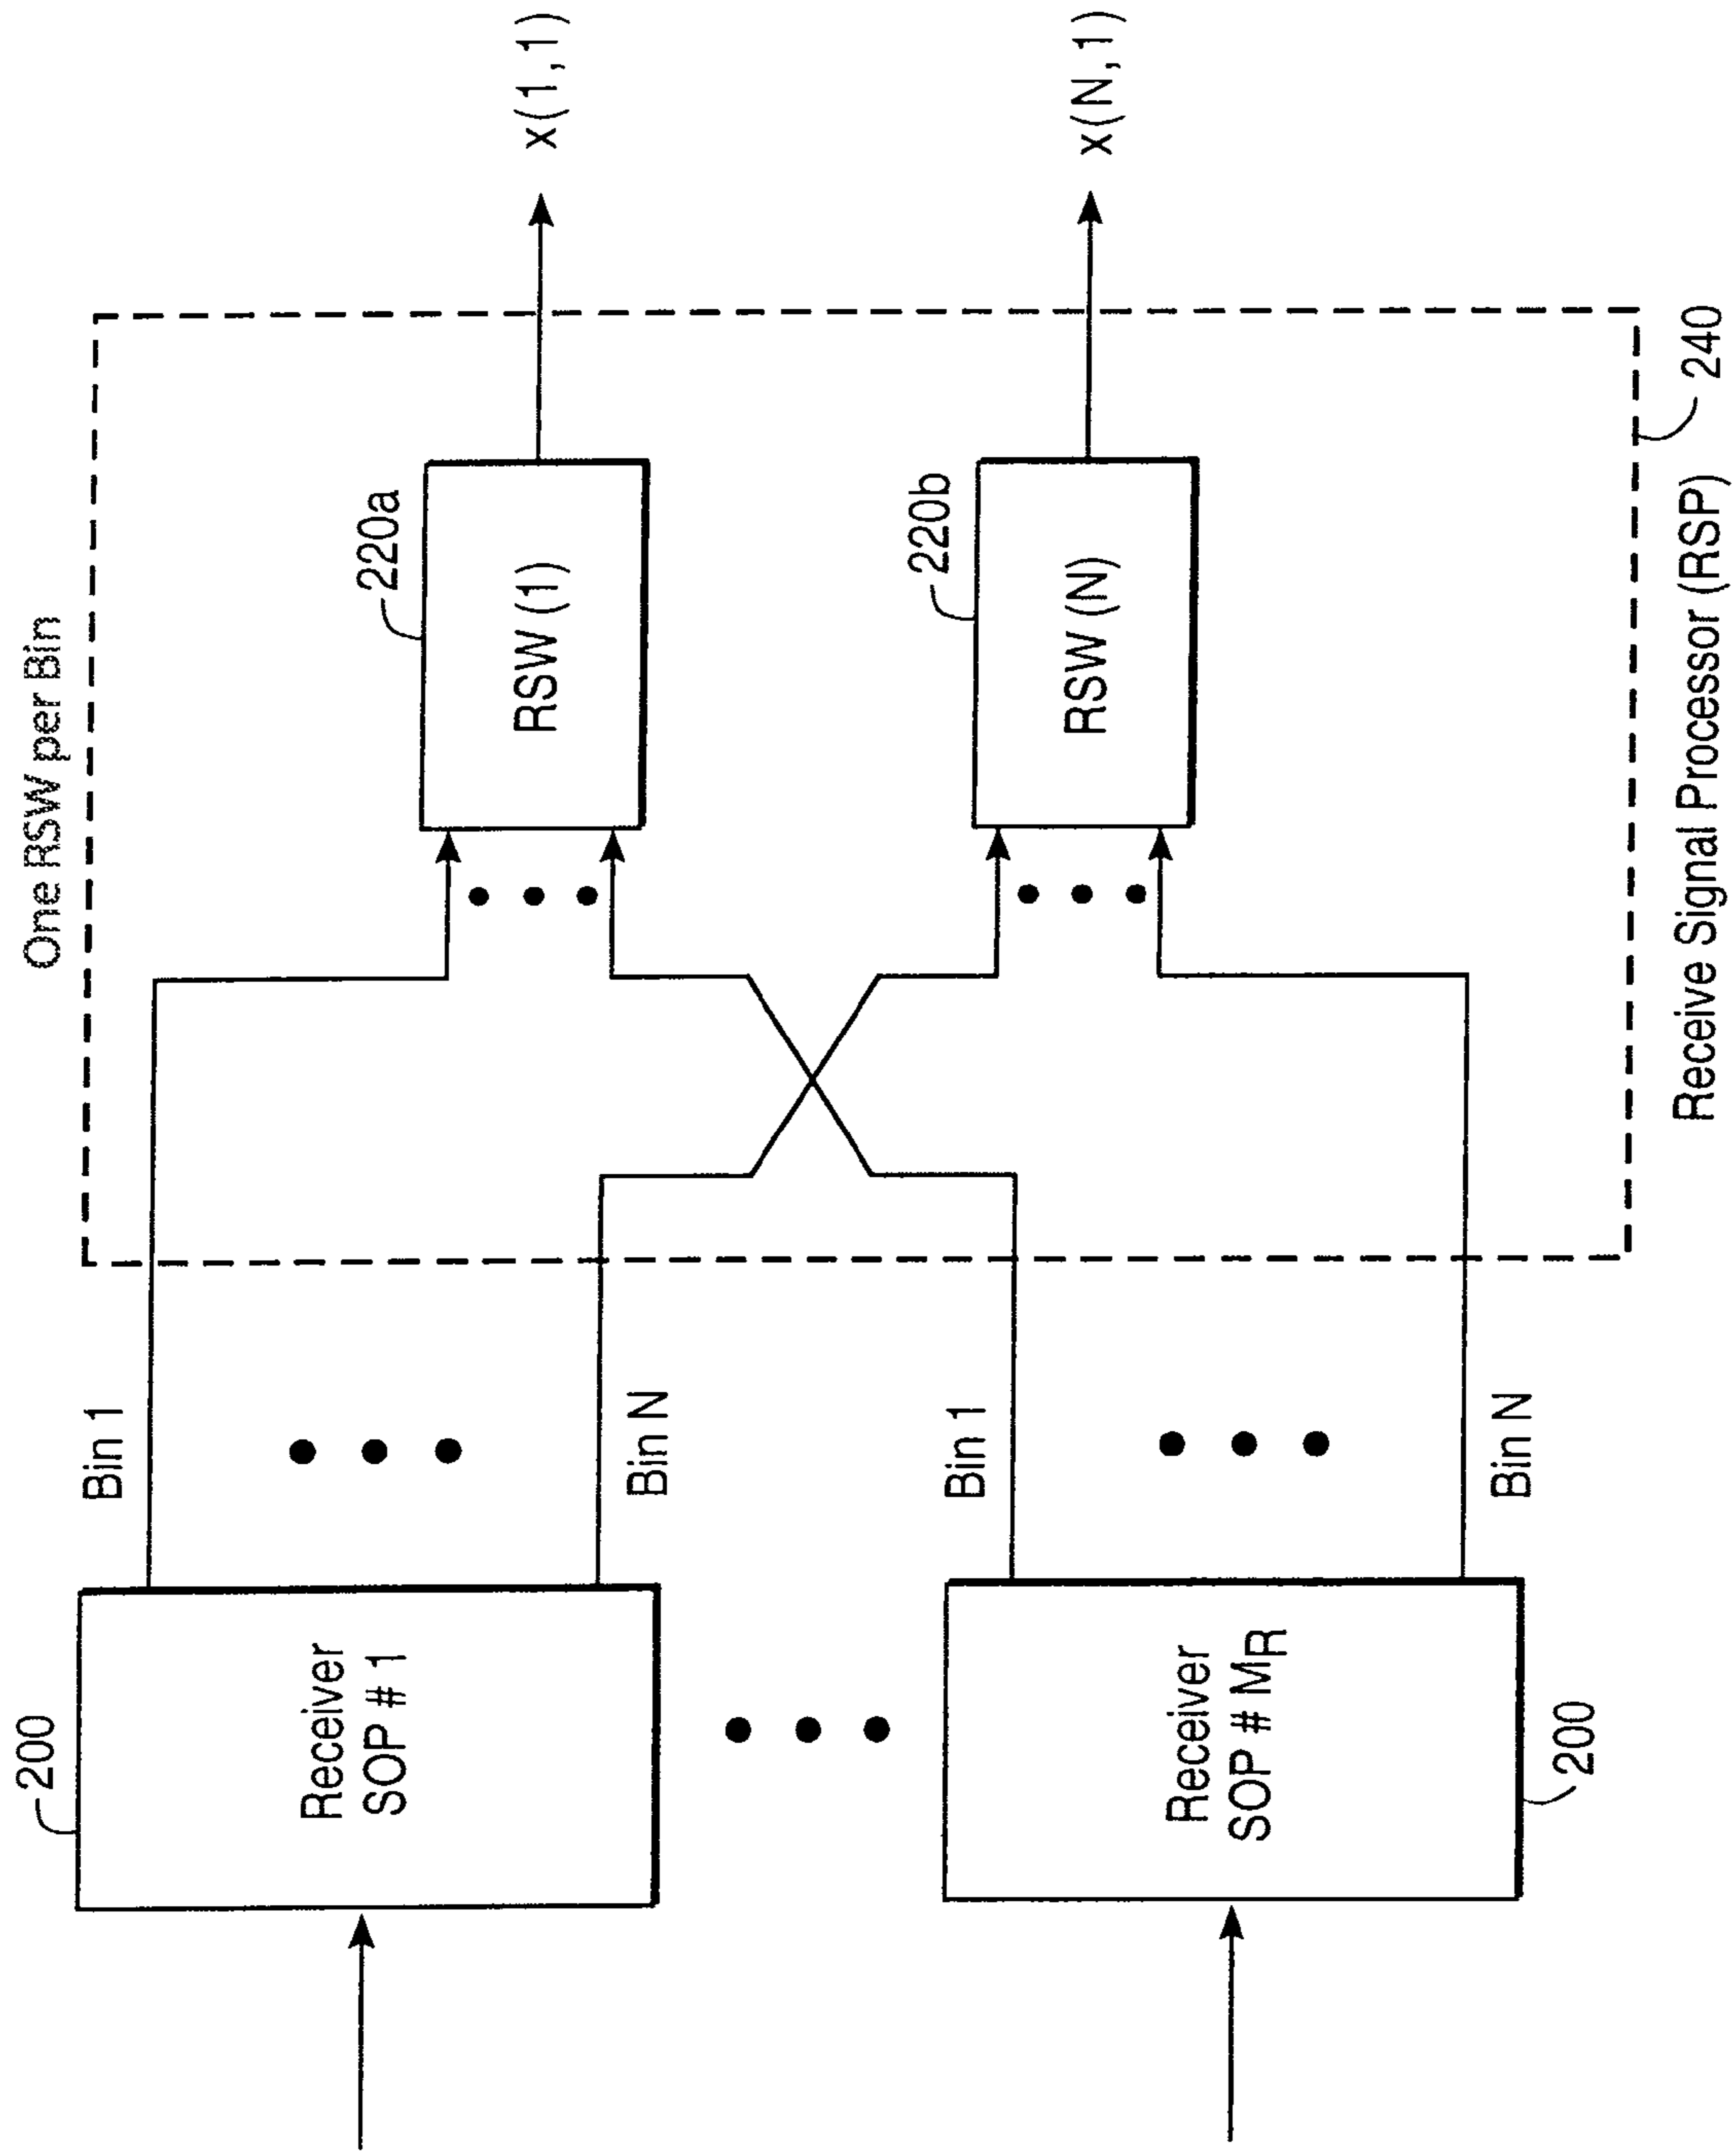 One RSW per Bin
200
Receiver
SOP # 1
Bin 1
Bin N
220a
RSW (1)
x(1,1)
Receiver
SOP # MR
200
Bin 1
Bin N
220b
RSW (N)
x(N,1)
240
Receive Signal Processor (RSP)